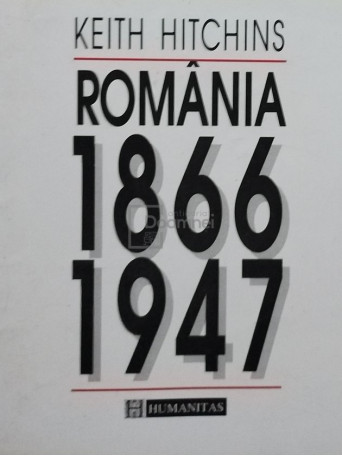 KEITH HITCHINS
ROMÂNIA
1866
1947
HUMANITAS